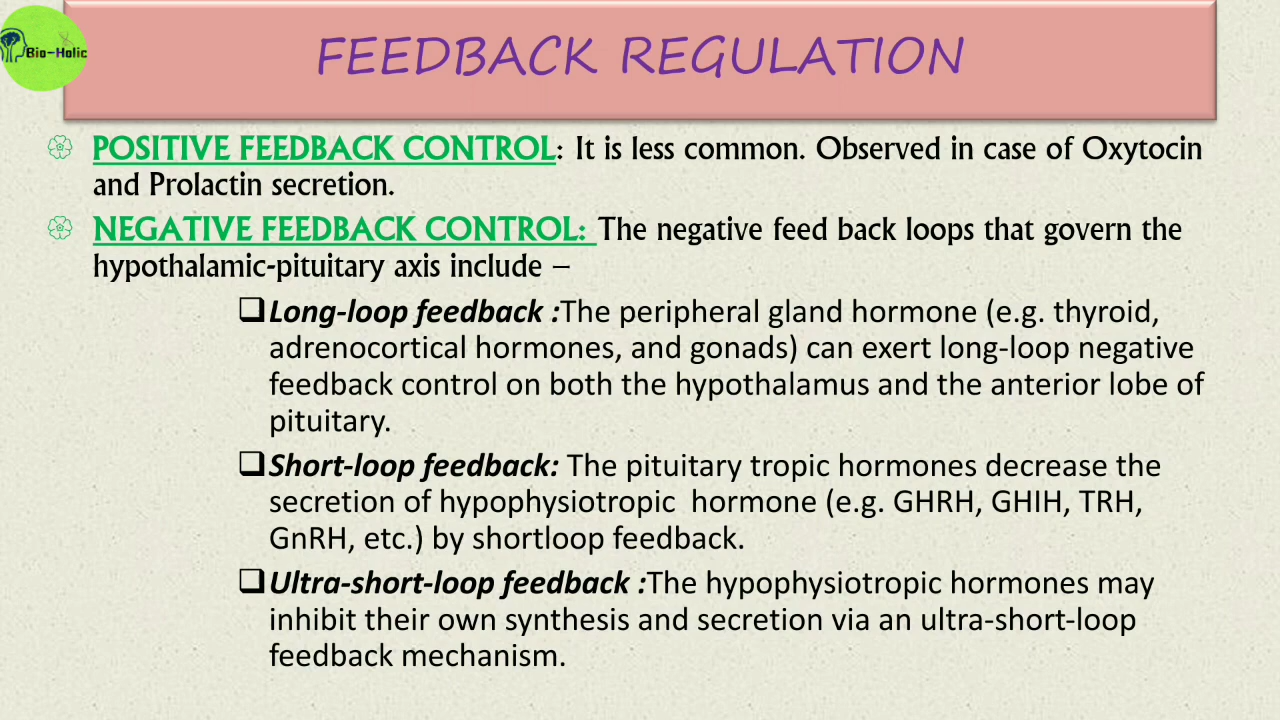 Bio-Holic
FEEDBACK REGULATION
POSITIVE FEEDBACK CONTROL: It is less common. Observed in case of Oxytocin
and Prolactin secretion.
NEGATIVE FEEDBACK CONTROL: The negative feed back loops that govern the
hypothalamic-pituitary axis include –
Long-loop feedback :The peripheral gland hormone (e.g. thyroid,
adrenocortical hormones, and gonads) can exert long-loop negative
feedback control on both the hypothalamus and the anterior lobe of
pituitary.
Short-loop feedback: The pituitary tropic hormones decrease the
secretion of hypophysiotropic hormone (e.g. GHRH, GHIH, TRH,
GnRH, etc.) by shortloop feedback.
Ultra-short-loop feedback :The hypophysiotropic hormones may
inhibit their own synthesis and secretion via an ultra-short-loop
feedback mechanism.